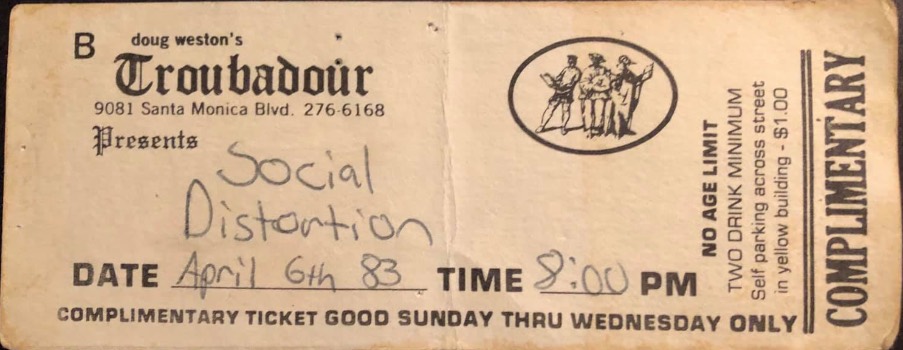 B
doug weston's
Troubadour
9081 Santa Monica Blvd. 276-6168
Presents
Social
Distortion
DATE April 6th 83 TIME 8:00 PM
COMPLIMENTARY TICKET GOOD SUNDAY THRU WEDNESDAY ONLY
NO AGE LIMIT
TWO DRINK MINIMUM
Self parking across street
in yellow building - $1.00
COMPLIMENTARY